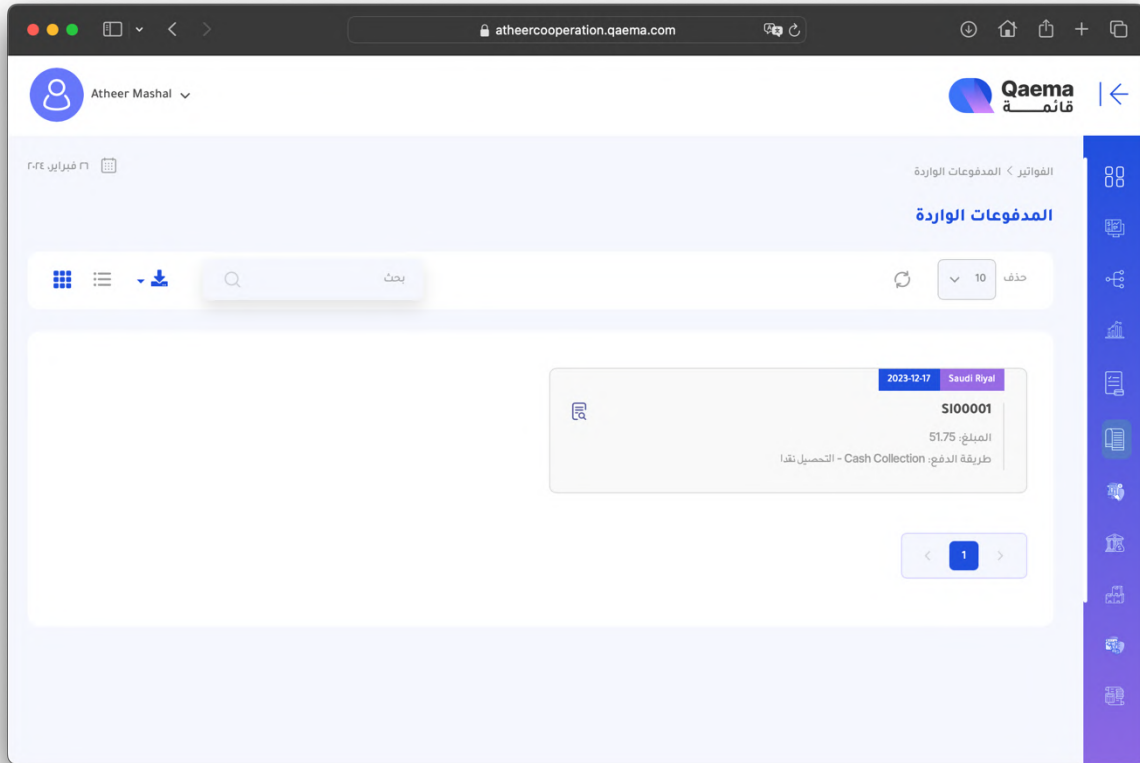 atheercooperation.qaema.com
Atheer Mashal
Qaema
قائمـــــة
٢٦ فبراير، ٢٠٢٤
الفواتير > المدفوعات الواردة
المدفوعات الواردة
حذف
10
بحث
2023-12-17
Saudi Riyal
SI00001
المبلغ: 51.75
طريقة الدفع: Cash Collection - التحصيل نقدا
1